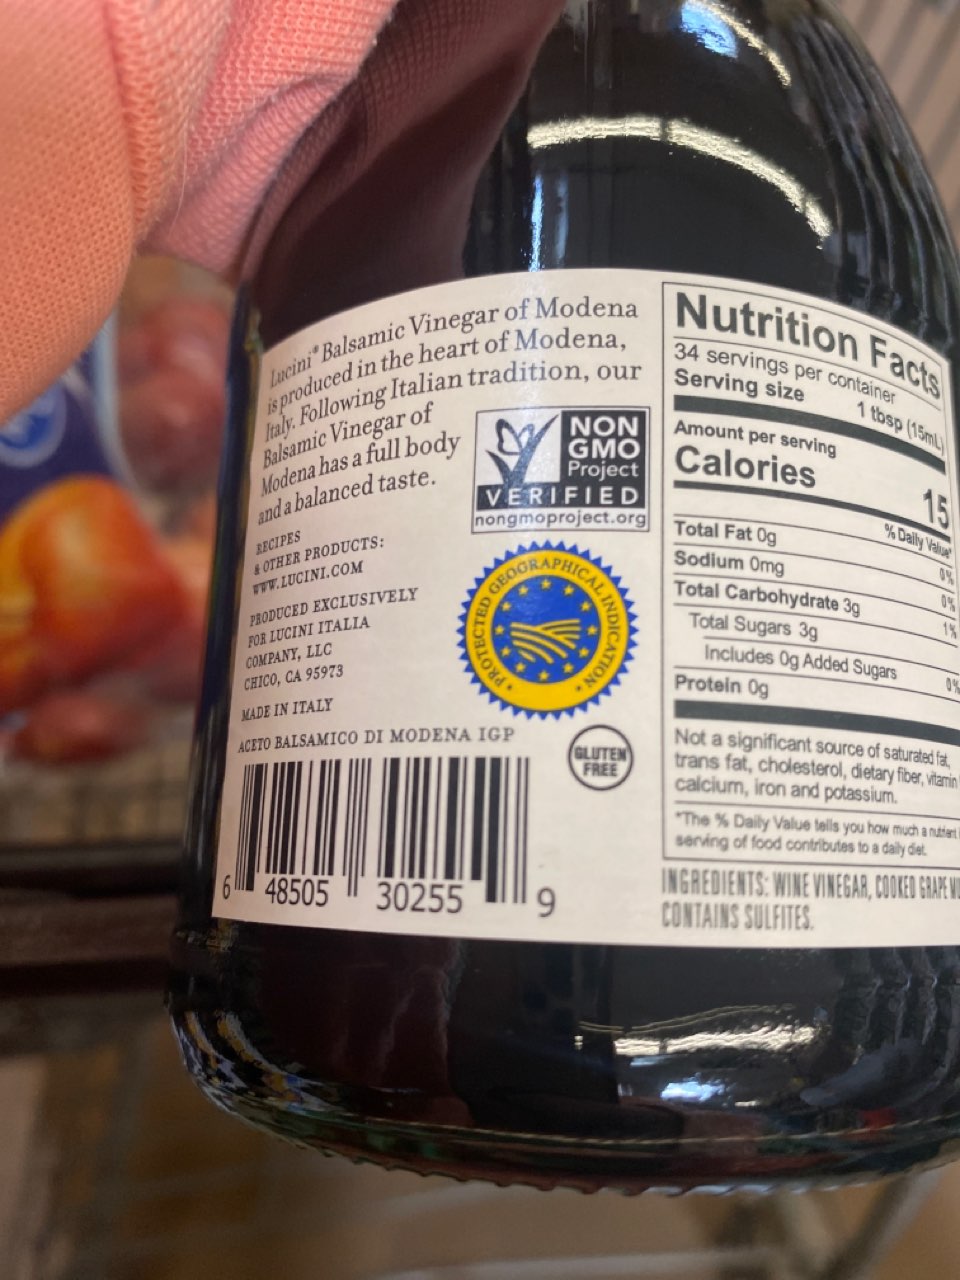 Lucini® Balsamic Vinegar of Modena
is produced in the heart of Modena,
Italy. Following Italian tradition, our
Balsamic Vinegar of
Modena has a full body
and a balanced taste.
NON
GMO
Project
VERIFIED
nongmoproject.org
RECIPES
& OTHER PRODUCTS:
WWW.LUCINI.COM
PRODUCED EXCLUSIVELY
FOR LUCINI ITALIA
COMPANY, LLC
CHICO, CA 95973
MADE IN ITALY
PROTECTED GEOGRAPHICAL INDICATION
ACETO BALSAMICO DI MODENA IGP
GLUTEN
FREE
6 48505 30255 9
Nutrition Facts
34 servings per container
Serving size 1 tbsp (15mL)
Amount per serving
Calories 15
% Daily Value*
Total Fat 0g 0%
Sodium 0mg 0%
Total Carbohydrate 3g 1%
Total Sugars 3g
Includes 0g Added Sugars 0%
Protein 0g
Not a significant source of saturated fat,
trans fat, cholesterol, dietary fiber, vitamin
calcium, iron and potassium.
*The % Daily Value tells you how much a nutrient
serving of food contributes to a daily diet.
INGREDIENTS: WINE VINEGAR, COOKED GRAPE
CONTAINS SULFITES.